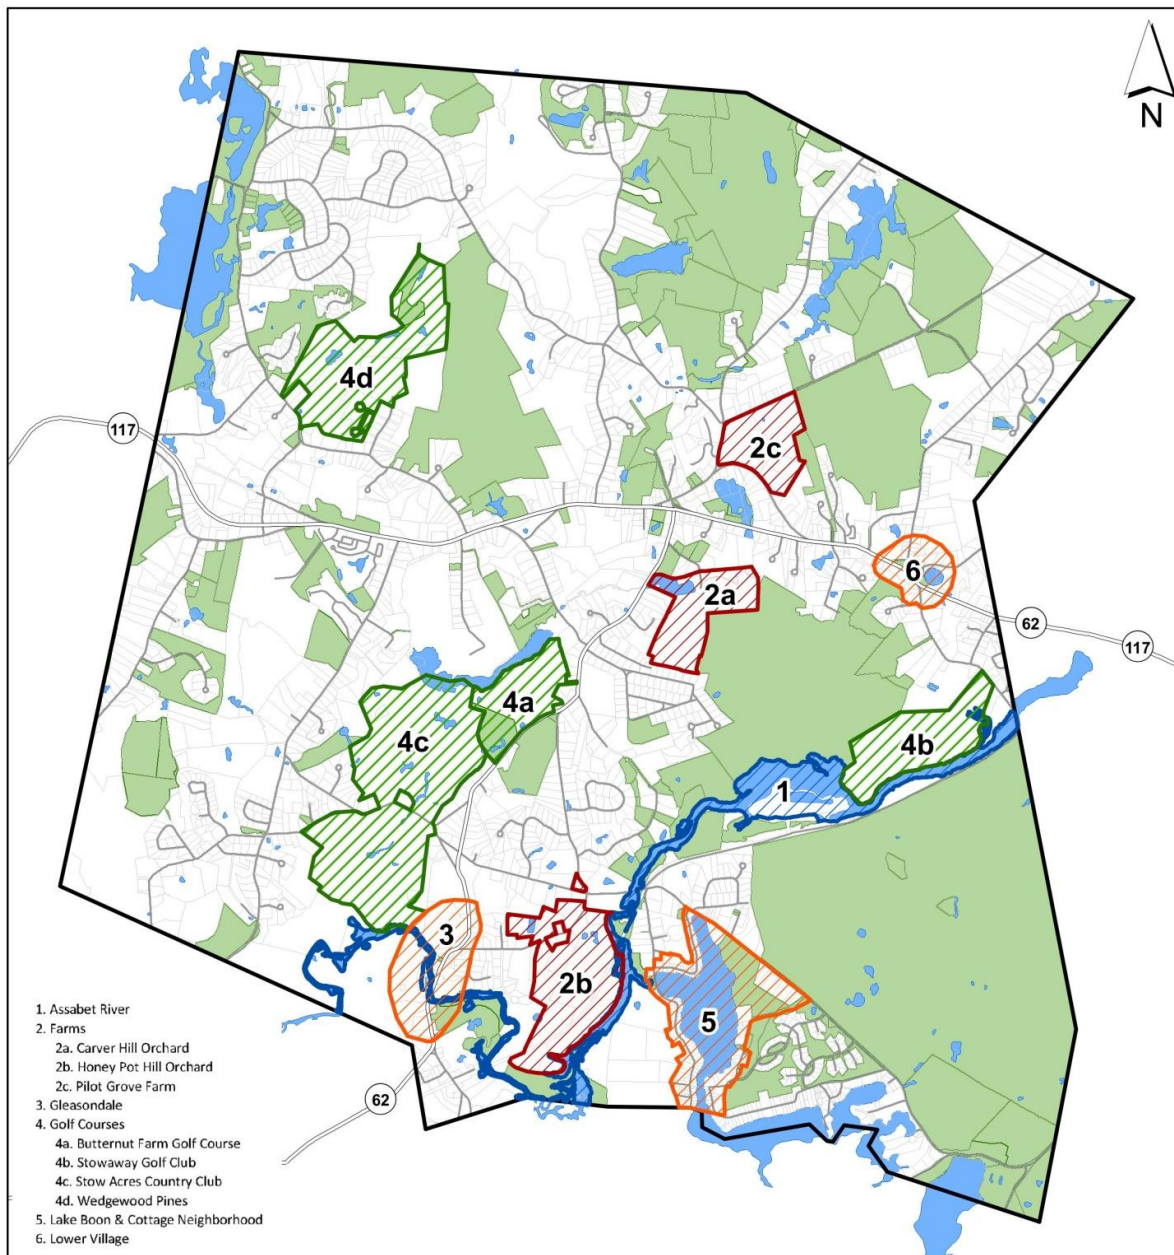 N
4d
117
2c
6
2a
62
117
4a
4c
4b
1
3
2b
5
62
1. Assabet River
2. Farms
2a. Carver Hill Orchard
2b. Honey Pot Hill Orchard
2c. Pilot Grove Farm
3. Gleasondale
4. Golf Courses
4a. Butternut Farm Golf Course
4b. Stowaway Golf Club
4c. Stow Acres Country Club
4d. Wedgewood Pines
5. Lake Boon & Cottage Neighborhood
6. Lower Village